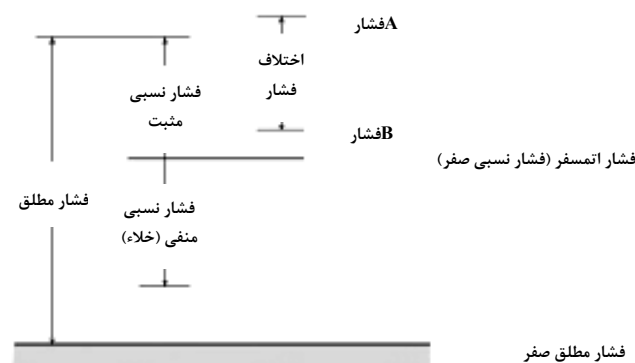 فشارA
اختلاف
فشار
فشار نسبی
مثبت
فشارB
فشار اتمسفر (فشار نسبی صفر)
فشار مطلق
فشار نسبی
منفی (خلاء)
فشار مطلق صفر